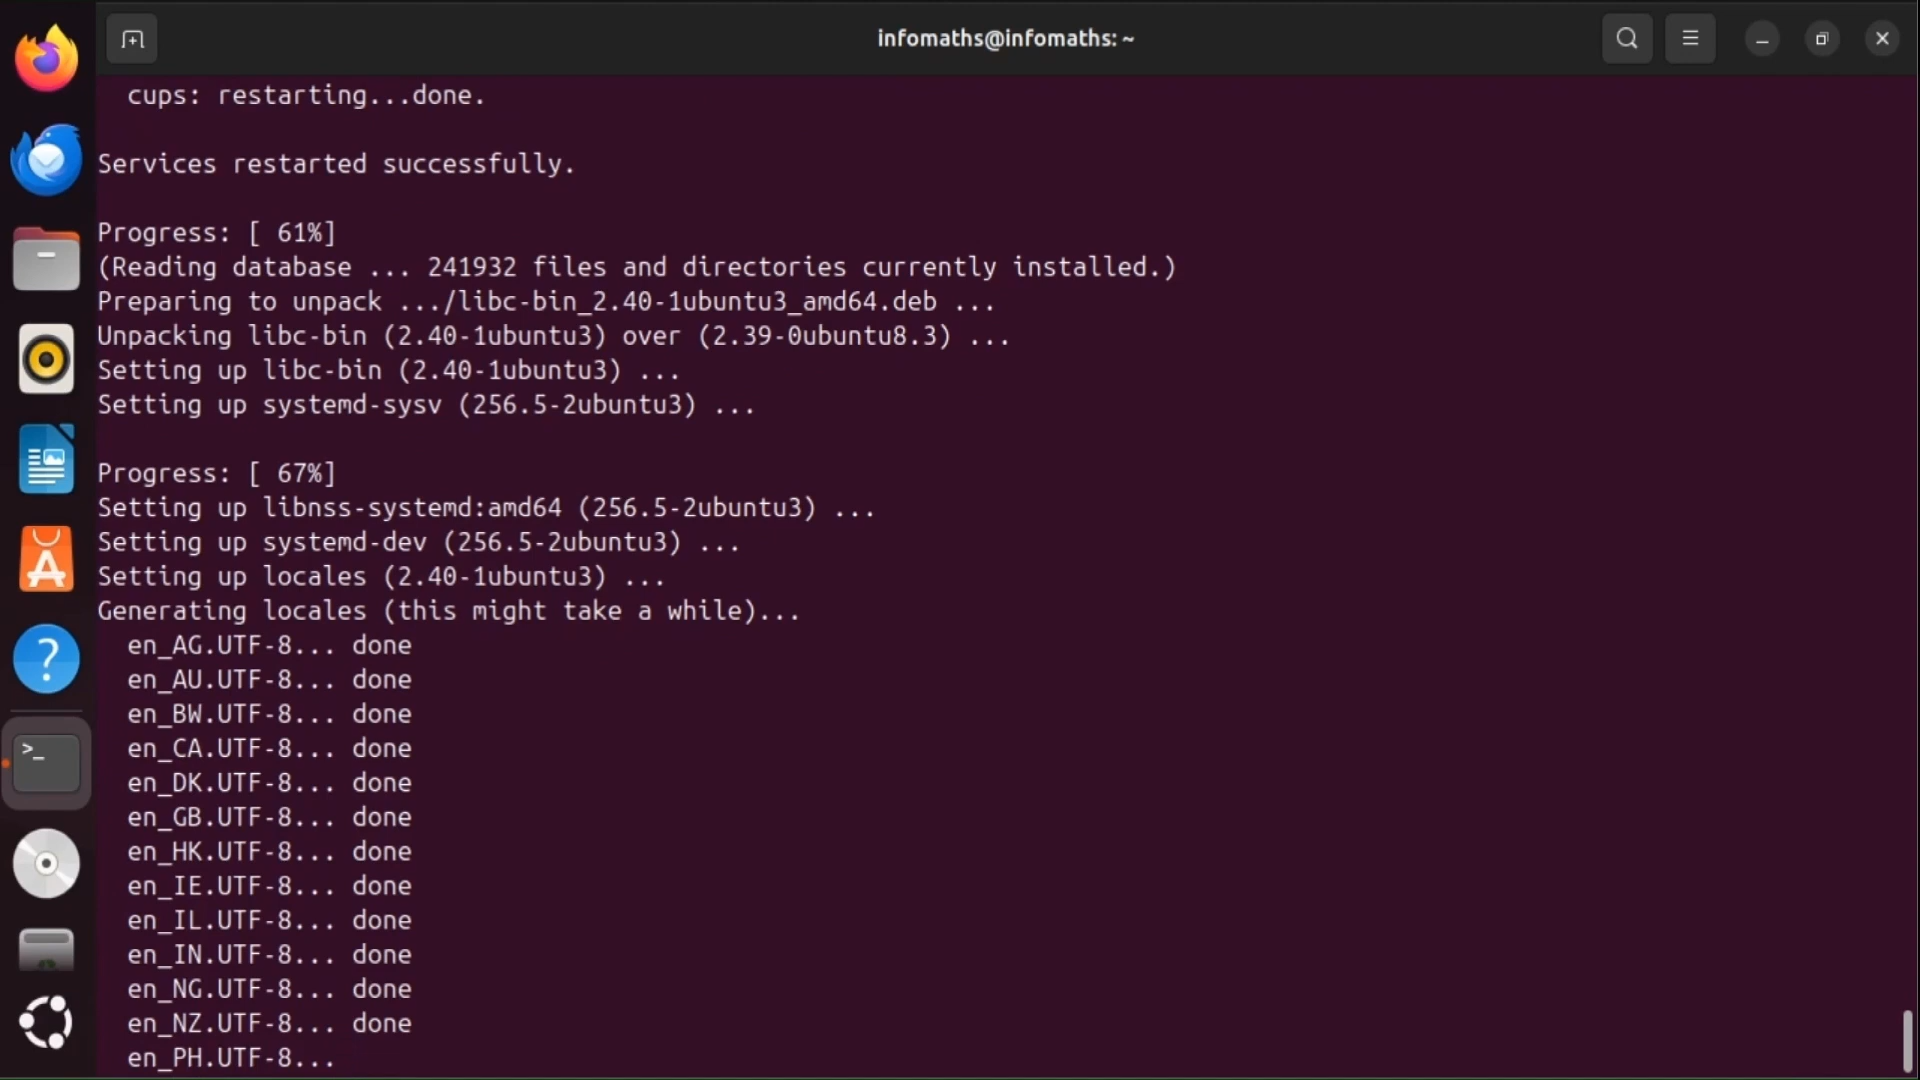 infomaths@infomaths: ~
cups: restarting...done.
Services restarted successfully.
Progress: [ 61%]
(Reading database ... 241932 files and directories currently installed.)
Preparing to unpack .../libc-bin_2.40-1ubuntu3_amd64.deb ...
Unpacking libc-bin (2.40-1ubuntu3) over (2.39-0ubuntu8.3) ...
Setting up libc-bin (2.40-1ubuntu3) ...
Setting up systemd-sysv (256.5-2ubuntu3) ...
Progress: [ 67%]
Setting up libnss-systemd:amd64 (256.5-2ubuntu3) ...
Setting up systemd-dev (256.5-2ubuntu3) ...
Setting up locales (2.40-1ubuntu3) ...
Generating locales (this might take a while)...
en_AG.UTF-8... done
en_AU.UTF-8... done
en_BW.UTF-8... done
en_CA.UTF-8... done
en_DK.UTF-8... done
en_GB.UTF-8... done
en_HK.UTF-8... done
en_IE.UTF-8... done
en_IL.UTF-8... done
en_IN.UTF-8... done
en_NG.UTF-8... done
en_NZ.UTF-8... done
en_PH.UTF-8...